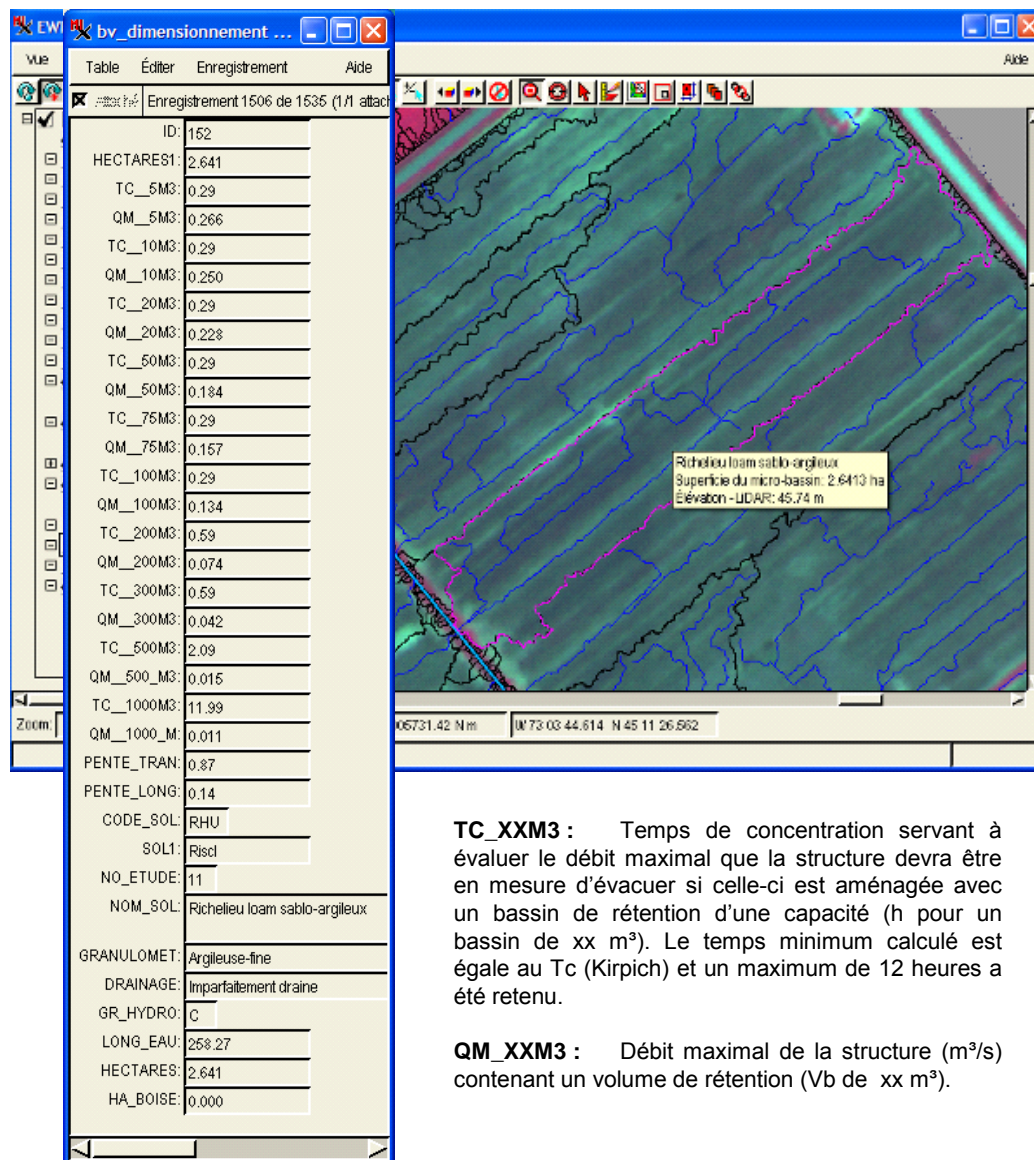 EWI
Vue
Aide
bv_dimensionnement ...
Table Éditer Enregistrement Aide
Attaché Enregistrement 1506 de 1535 (1/1 attach
ID: 152
HECTARES1: 2.641
TC__5M3: 0.29
QM__5M3: 0.266
TC__10M3: 0.29
QM__10M3: 0.250
TC__20M3: 0.29
QM__20M3: 0.228
TC__50M3: 0.29
QM__50M3: 0.184
TC__75M3: 0.29
QM__75M3: 0.157
TC__100M3: 0.29
QM__100M3: 0.134
TC__200M3: 0.59
QM__200M3: 0.074
TC__300M3: 0.59
QM__300M3: 0.042
TC__500M3: 2.09
QM__500_M3: 0.015
TC__1000M3: 11.99
QM__1000_M: 0.011
PENTE_TRAN: 0.87
PENTE_LONG: 0.14
CODE_SOL: RHU
SOL1: Riscl
NO_ETUDE: 11
NOM_SOL: Richelieu loam sablo-argileux
GRANULOMET: Argileuse-fine
DRAINAGE: Imparfaitement draine
GR_HYDRO: C
LONG_EAU: 258.27
HECTARES: 2.641
HA_BOISE: 0.000
Richelieu loam sablo-argileux
Superficie du micro-bassin: 2.6413 ha
Élévation - LIDAR: 45.74 m
Zoom:
05731.42 N m
W 73 03 44.614 N 45 11 26.562
TC_XXM3 : Temps de concentration servant à
évaluer le débit maximal que la structure devra être
en mesure d'évacuer si celle-ci est aménagée avec
un bassin de rétention d'une capacité (h pour un
bassin de xx m³). Le temps minimum calculé est
égale au Tc (Kirpich) et un maximum de 12 heures a
été retenu.
QM_XXM3 : Débit maximal de la structure (m³/s)
contenant un volume de rétention (Vb de xx m³).